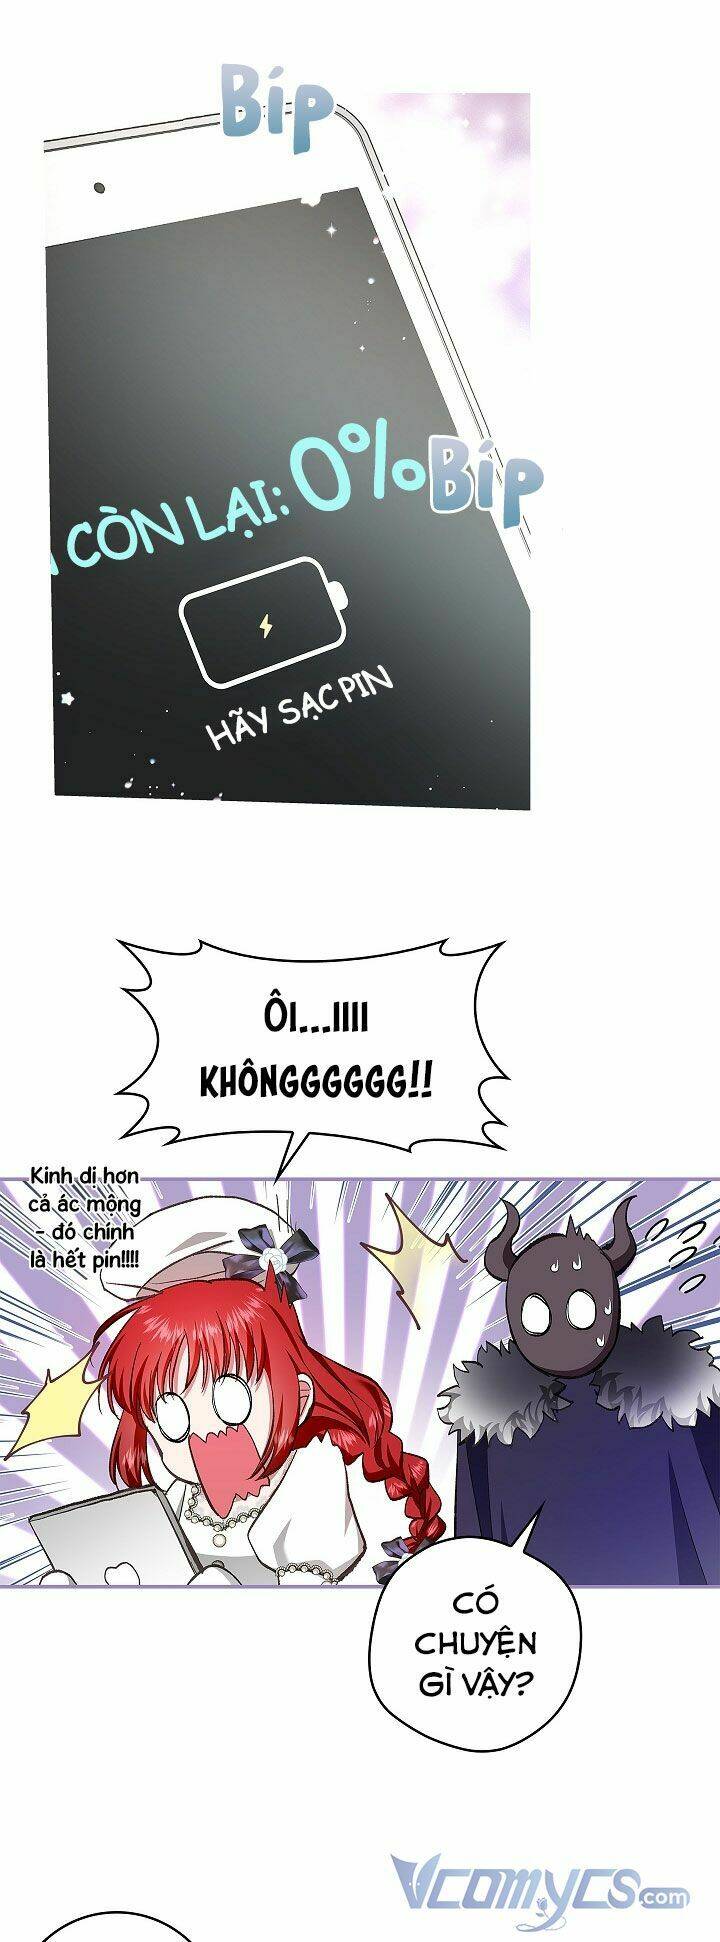 Bíp
CÒN LẠI: 0%
Bíp
HÃY SẠC PIN
ÔI...IIII
KHÔNGGGGGG!!
Kinh dị hơn
cả ác mộng
- đó chính
là hết pin!!!!
CÓ
CHUYỆN
GÌ VẬY?
Vcomycs.com